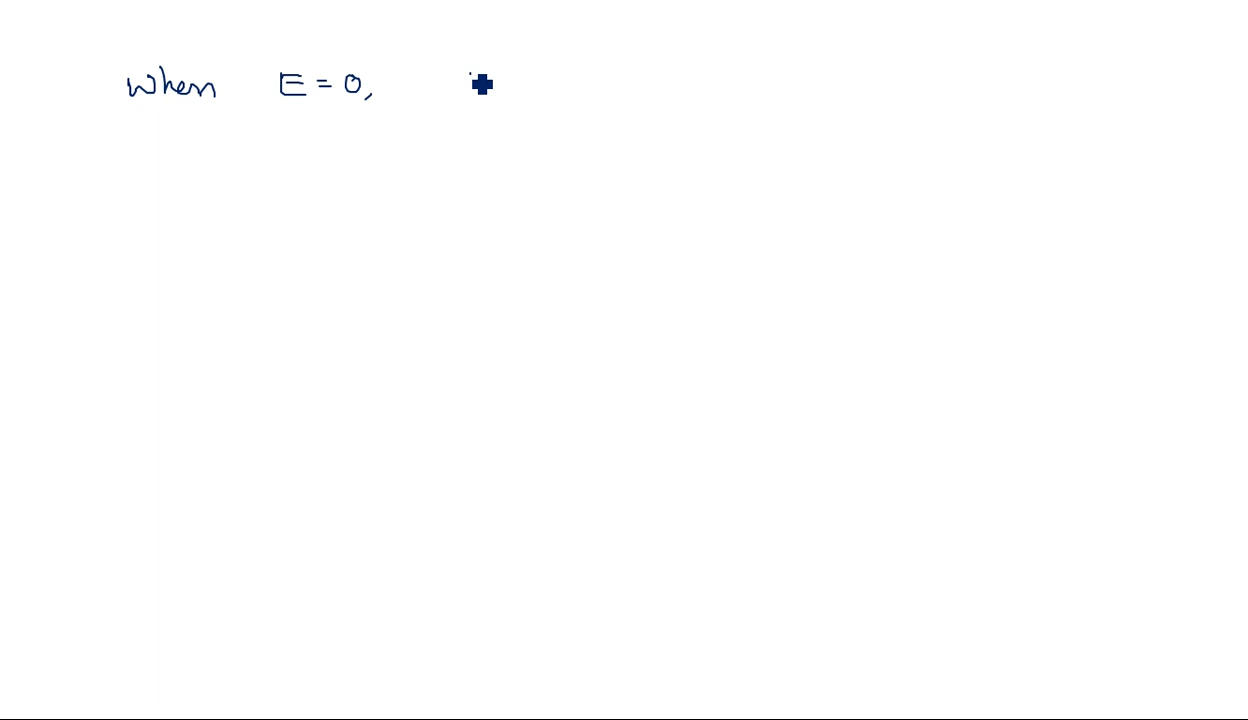 When E = 0,